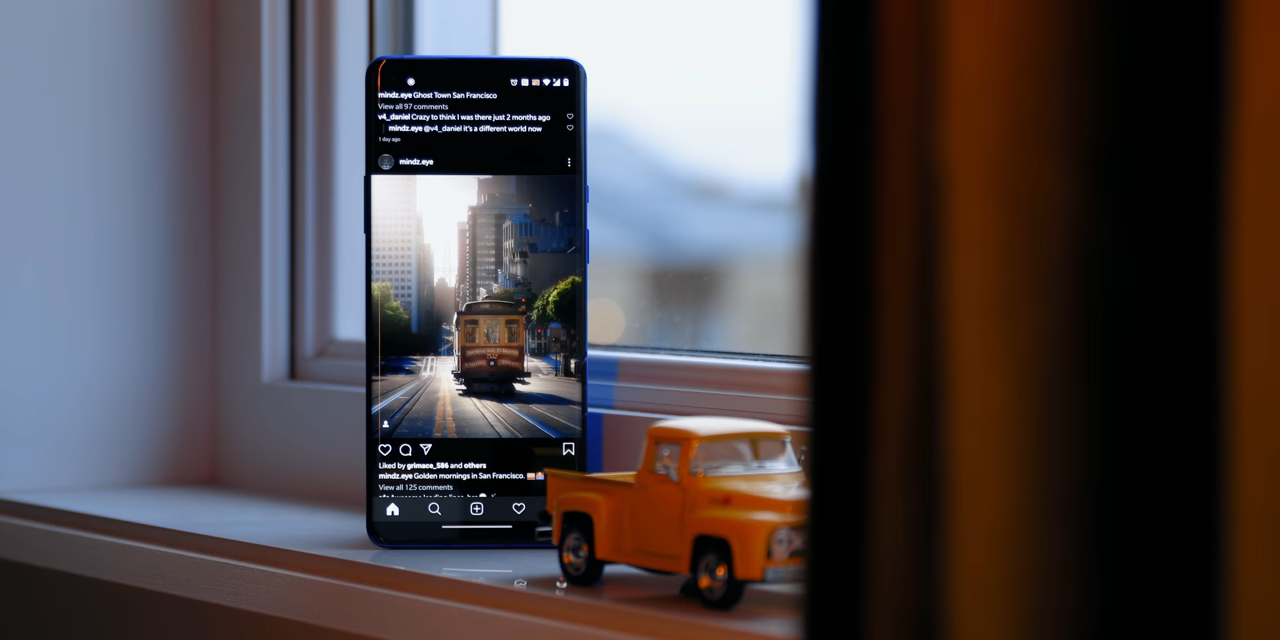 mindz.eye Ghost Town San Francisco
View all 97 comments
v4_daniel Crazy to think I was there just 2 months ago
mindz.eye @v4_daniel it's a different world now
1 day ago
mindz.eye
52
Liked by grimace_586 and others
mindz.eye Golden mornings in San Francisco.
View all 125 comments